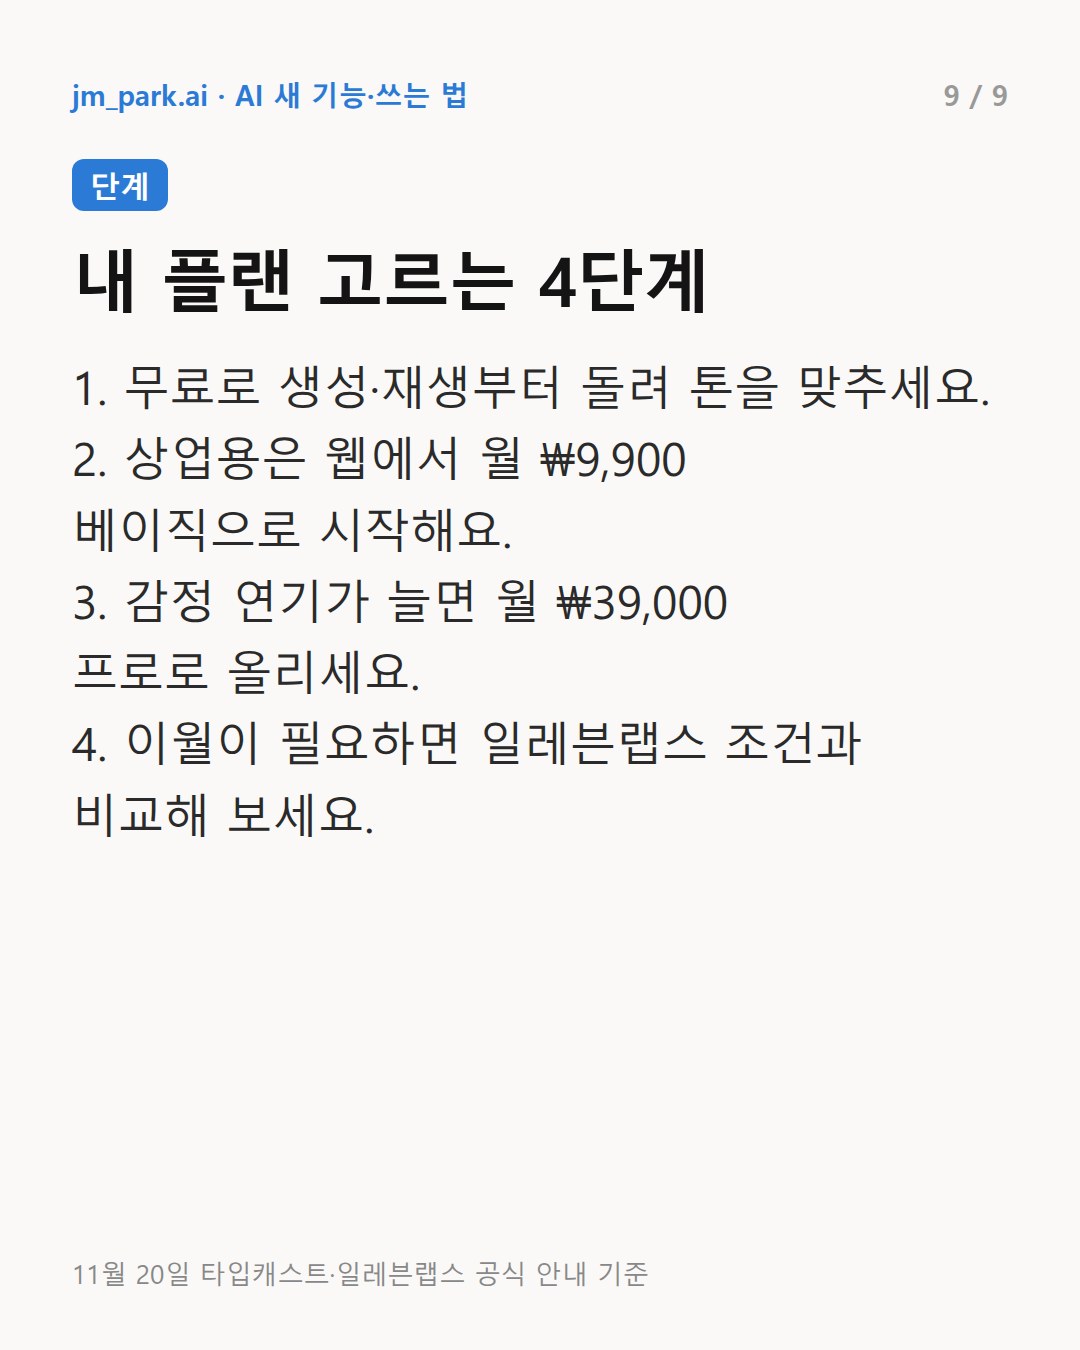 jm_park.ai · AI 새 기능·쓰는 법
9 / 9
단계
내 플랜 고르는 4단계
1. 무료로 생성·재생부터 돌려 톤을 맞추세요.
2. 상업용은 웹에서 월 ₩9,900
베이직으로 시작해요.
3. 감정 연기가 늘면 월 ₩39,000
프로로 올리세요.
4. 이월이 필요하면 일레븐랩스 조건과
비교해 보세요.
11월 20일 타입캐스트·일레븐랩스 공식 안내 기준